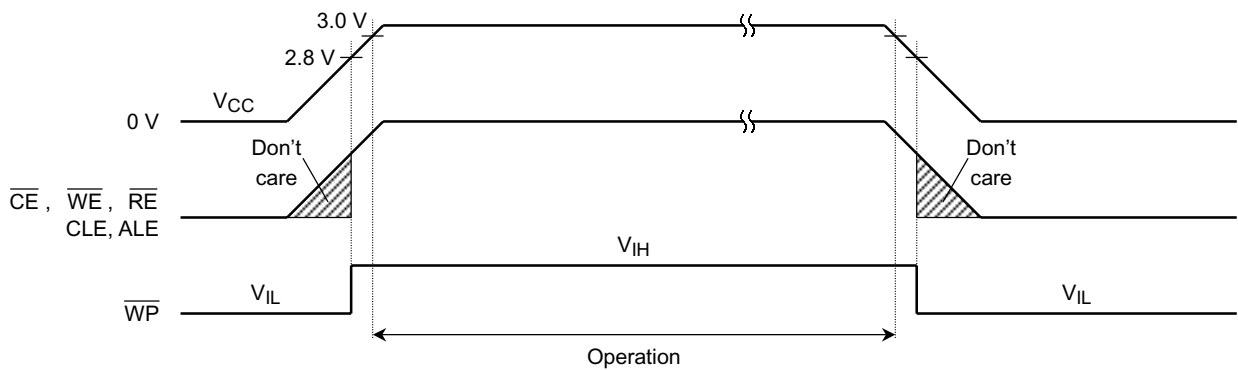 3.0 V
2.8 V
VCC
0 V
Don't
care
Don't
care
CE , WE , RE
CLE, ALE
VIH
VIL
VIL
WP
Operation